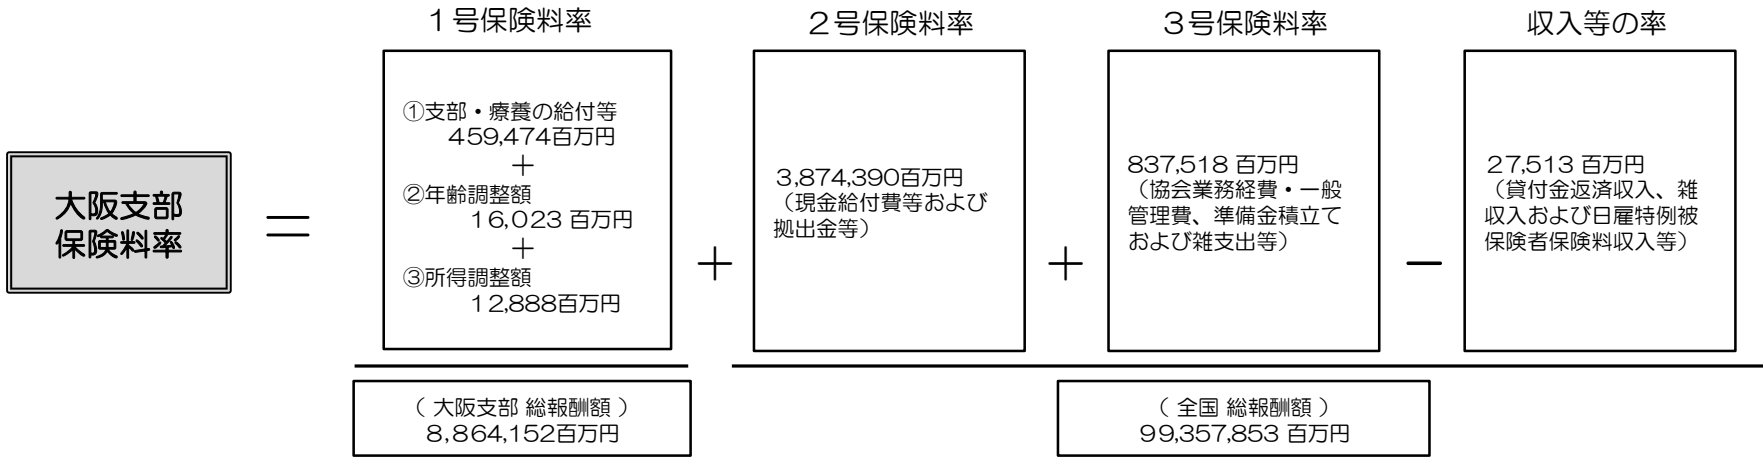 1号保険料率
2号保険料率
3号保険料率
収入等の率
大阪支部
保険料率
=
①支部・療養の給付等
459,474百万円
+
②年齢調整額
16,023 百万円
+
③所得調整額
12,888百万円
+
3,874,390百万円
(現金給付費等および
拠出金等)
+
837,518 百万円
(協会業務経費・一般
管理費、準備金積立て
および雑支出等)
-
27,513 百万円
(貸付金返済収入、雑
収入および日雇特例被
保険者保険料収入等)
( 大阪支部 総報酬額 )
8,864,152百万円
( 全国 総報酬額 )
99,357,853 百万円